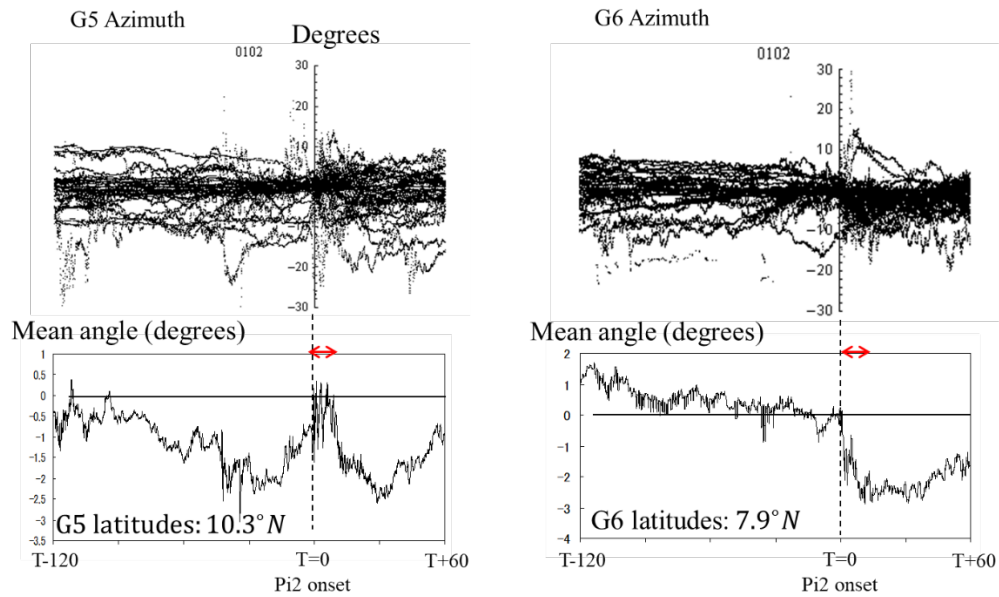 G5 Azimuth
Degrees
0102
30
20
10
-10
-20
-30
Mean angle (degrees)
1
0.5
0
-0.5
-1
-1.5
-2
-2.5
-3
-3.5
G5 latitudes: 10.3°N
T-120
T=0
T+60
Pi2 onset
G6 Azimuth
0102
30
20
10
-10
-20
-30
Mean angle (degrees)
2
1
0
-1
-2
-3
-4
G6 latitudes: 7.9°N
T-120
T=0
T+60
Pi2 onset